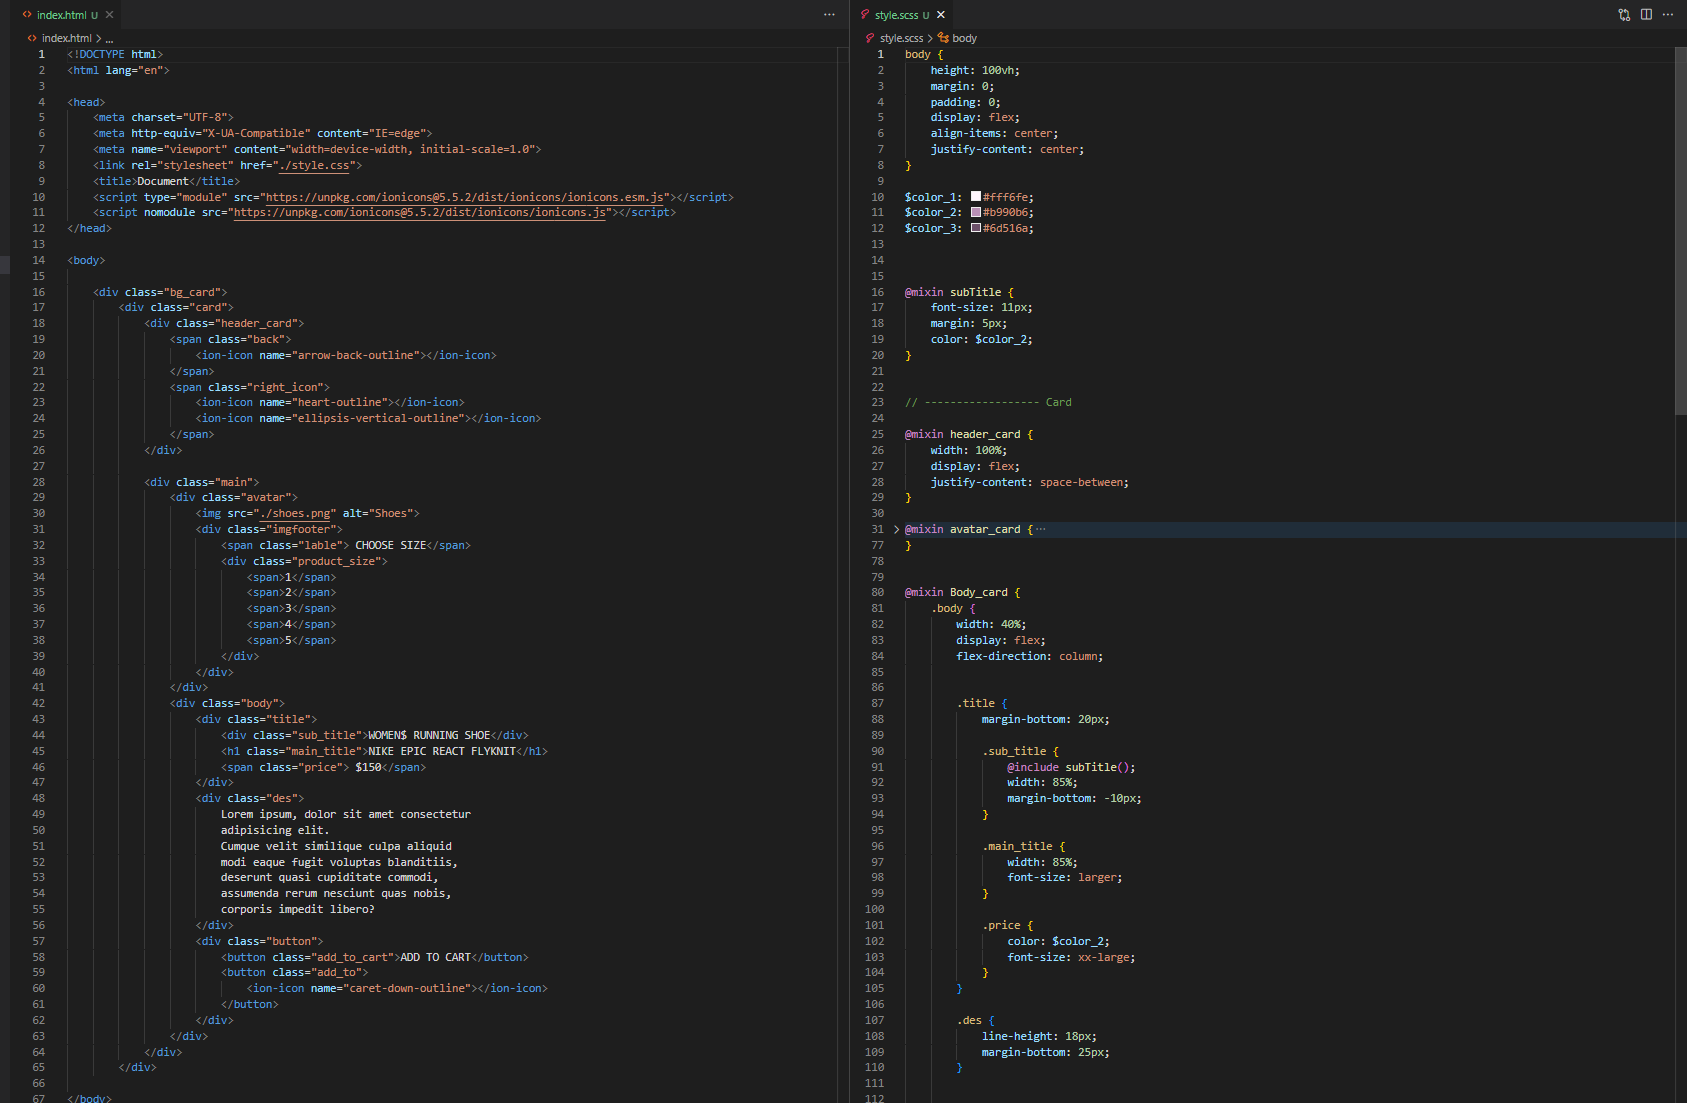 index.html U
index.html > ...
1 <!DOCTYPE html>
2 <html lang="en">
3
4 <head>
5 <meta charset="UTF-8">
6 <meta http-equiv="X-UA-Compatible" content="IE=edge">
7 <meta name="viewport" content="width=device-width, initial-scale=1.0">
8 <link rel="stylesheet" href="./style.css">
9 <title>Document</title>
10 <script type="module" src="https://unpkg.com/ionicons@5.5.2/dist/ionicons/ionicons.esm.js"></script>
11 <script nomodule src="https://unpkg.com/ionicons@5.5.2/dist/ionicons/ionicons.js"></script>
12 </head>
13
14 <body>
15
16 <div class="bg_card">
17 <div class="card">
18 <div class="header_card">
19 <span class="back">
20 <ion-icon name="arrow-back-outline"></ion-icon>
21 </span>
22 <span class="right_icon">
23 <ion-icon name="heart-outline"></ion-icon>
24 <ion-icon name="ellipsis-vertical-outline"></ion-icon>
25 </span>
26 </div>
27
28 <div class="main">
29 <div class="avatar">
30 <img src="./shoes.png" alt="Shoes">
31 <div class="imgfooter">
32 <span class="lable"> CHOOSE SIZE</span>
33 <div class="product_size">
34 <span>1</span>
35 <span>2</span>
36 <span>3</span>
37 <span>4</span>
38 <span>5</span>
39 </div>
40 </div>
41 </div>
42 <div class="body">
43 <div class="title">
44 <div class="sub_title">WOMEN$ RUNNING SHOE</div>
45 <h1 class="main_title">NIKE EPIC REACT FLYKNIT</h1>
46 <span class="price"> $150</span>
47 </div>
48 <div class="des">
49 Lorem ipsum, dolor sit amet consectetur
50 adipisicing elit.
51 Cumque velit similique culpa aliquid
52 modi eaque fugit voluptas blanditiis,
53 deserunt quasi cupiditate commodi,
54 assumenda rerum nesciunt quas nobis,
55 corporis impedit libero?
56 </div>
57 <div class="button">
58 <button class="add_to_cart">ADD TO CART</button>
59 <button class="add_to">
60 <ion-icon name="caret-down-outline"></ion-icon>
61 </button>
62 </div>
63 </div>
64 </div>
65 </div>
66
67 </body>
style.scss U
style.scss > body
1 body {
2 height: 100vh;
3 margin: 0;
4 padding: 0;
5 display: flex;
6 align-items: center;
7 justify-content: center;
8 }
9
10 $color_1: #fff6fe;
11 $color_2: #b990b6;
12 $color_3: #6d516a;
13
14
15
16 @mixin subTitle {
17 font-size: 11px;
18 margin: 5px;
19 color: $color_2;
20 }
21
22
23 // ------------------ Card
24
25 @mixin header_card {
26 width: 100%;
27 display: flex;
28 justify-content: space-between;
29 }
30
31 > @mixin avatar_card { ...
77 }
78
79
80 @mixin Body_card {
81 .body {
82 width: 40%;
83 display: flex;
84 flex-direction: column;
85
86
87 .title {
88 margin-bottom: 20px;
89
90 .sub_title {
91 @include subTitle();
92 width: 85%;
93 margin-bottom: -10px;
94 }
95
96 .main_title {
97 width: 85%;
98 font-size: larger;
99 }
100
101 .price {
102 color: $color_2;
103 font-size: xx-large;
104 }
105 }
106
107 .des {
108 line-height: 18px;
109 margin-bottom: 25px;
110 }
111
112